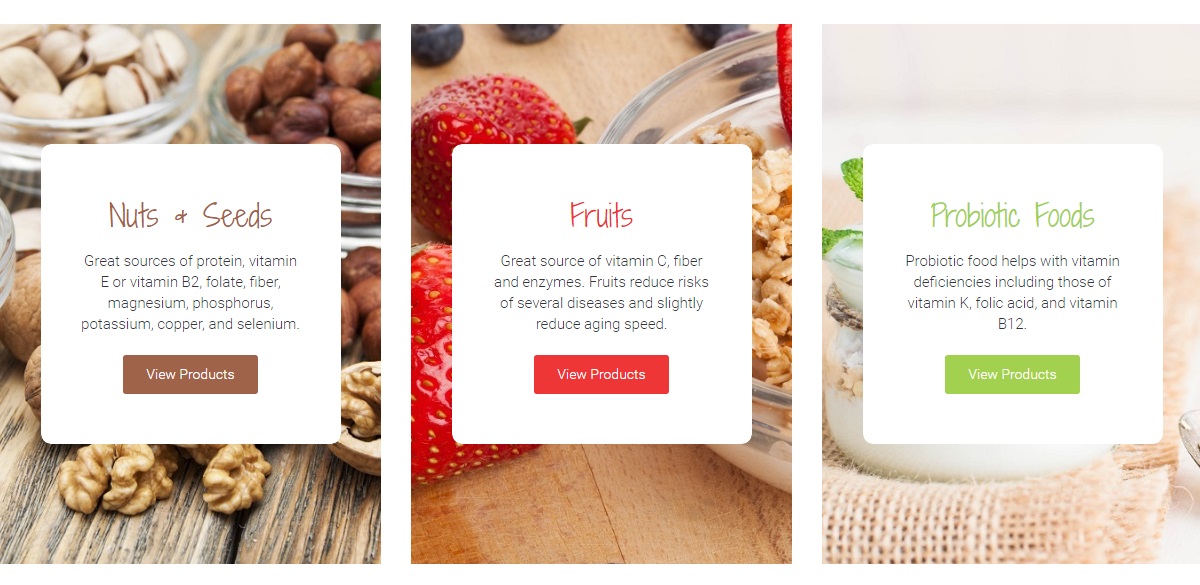 Nuts & Seeds
Great sources of protein, vitamin
E or vitamin B2, folate, fiber,
magnesium, phosphorus,
potassium, copper, and selenium.
View Products
Fruits
Great source of vitamin C, fiber
and enzymes. Fruits reduce risks
of several diseases and slightly
reduce aging speed.
View Products
Probiotic Foods
Probiotic food helps with vitamin
deficiencies including those of
vitamin K, folic acid, and vitamin
B12.
View Products